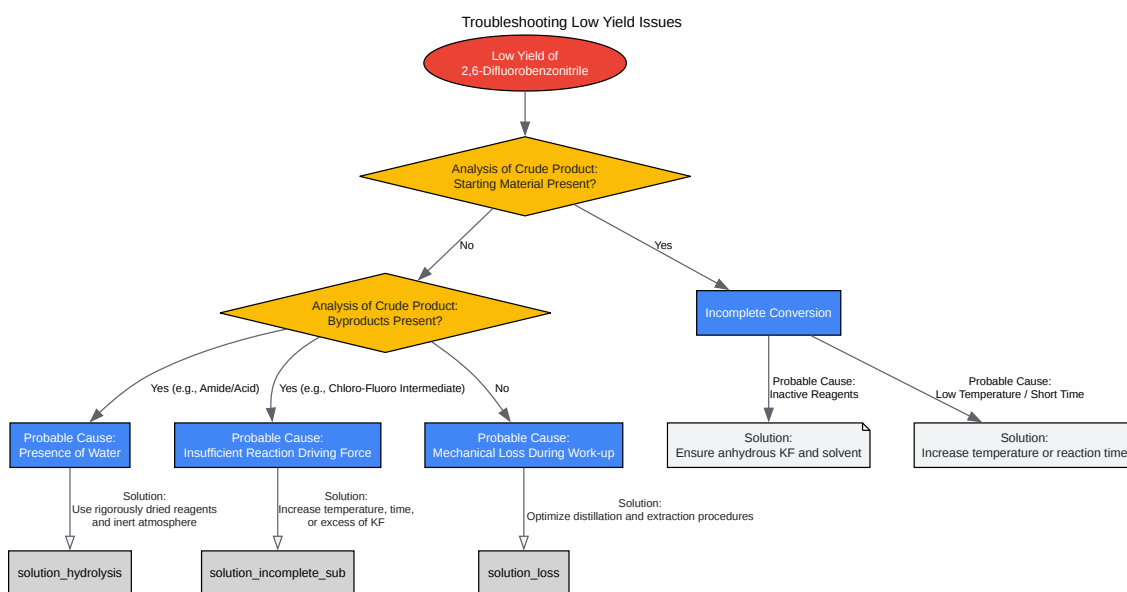 Troubleshooting Low Yield Issues
Low Yield of
2,6-Difluorobenzonitrile
Analysis of Crude Product:
Starting Material Present?
No
Yes
Analysis of Crude Product:
Byproducts Present?
Incomplete Conversion
Yes (e.g., Amide/Acid)
Yes (e.g., Chloro-Fluoro Intermediate)
No
Probable Cause:
Inactive Reagents
Probable Cause:
Low Temperature / Short Time
Probable Cause:
Presence of Water
Probable Cause:
Insufficient Reaction Driving Force
Probable Cause:
Mechanical Loss During Work-up
Solution:
Ensure anhydrous KF and solvent
Solution:
Increase temperature or reaction time
Solution:
Use rigorously dried reagents
and inert atmosphere
Solution:
Increase temperature, time,
or excess of KF
Solution:
Optimize distillation and extraction procedures
solution_hydrolysis
solution_incomplete_sub
solution_loss